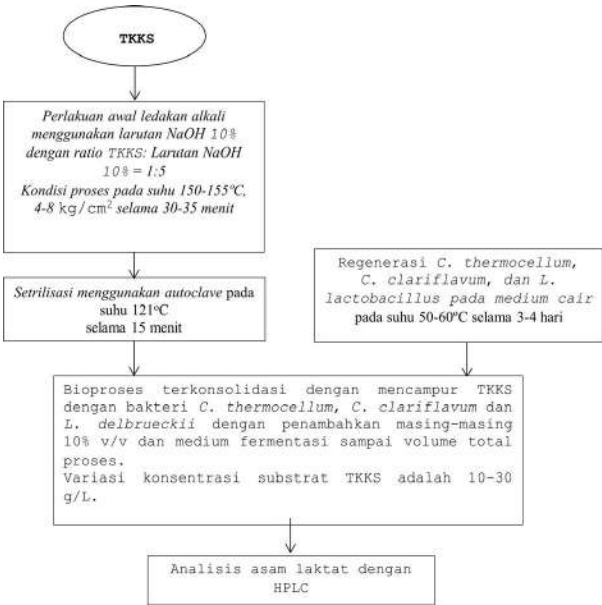 TKKS
Perlakuan awal ledakan alkali
menggunakan larutan NaOH 10%
dengan ratio TKKS: Larutan NaOH
10% = 1:5
Kondisi proses pada suhu 150-155ºC,
4-8 kg/cm² selama 30-35 menit
Setrilisasi menggunakan autoclave pada
suhu 121ºC
selama 15 menit
Regenerasi C. thermocellum,
C. clariflavum, dan L.
lactobacillus pada medium cair
pada suhu 50-60ºC selama 3-4 hari
Bioproses terkonsolidasi dengan mencampur TKKS
dengan bakteri C. thermocellum, C. clariflavum dan
L. delbrueckii dengan penambahkan masing-masing
10% v/v dan medium fermentasi sampai volume total
proses.
Variasi konsentrasi substrat TKKS adalah 10-30
g/L.
Analisis asam laktat dengan
HPLC